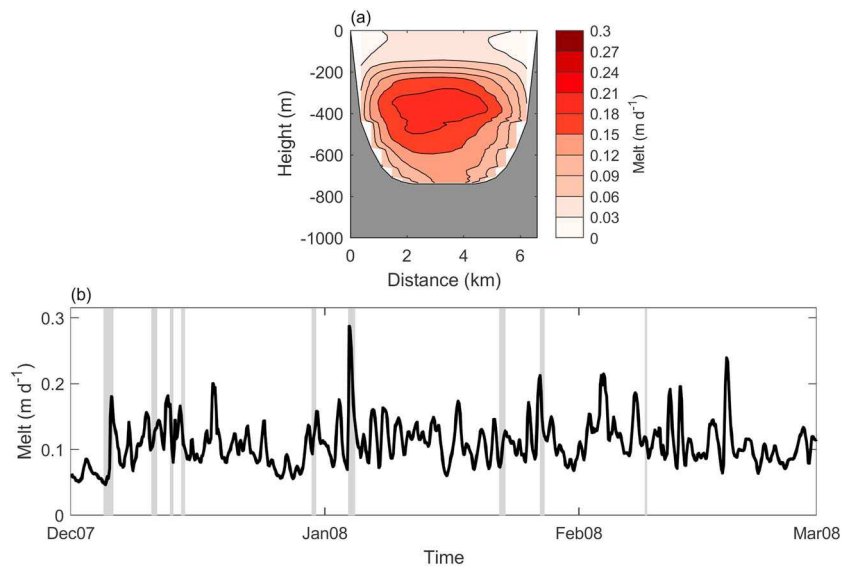 (a)
0
-200
-400
-600
-800
-1000
Height (m)
0 2 4 6
Distance (km)
0.3
0.27
0.24
0.21
0.18
0.15
0.12
0.09
0.06
0.03
0
Melt (m d⁻¹)
(b)
0.3
0.2
0.1
0
Melt (m d⁻¹)
Dec07 Jan08 Feb08 Mar08
Time